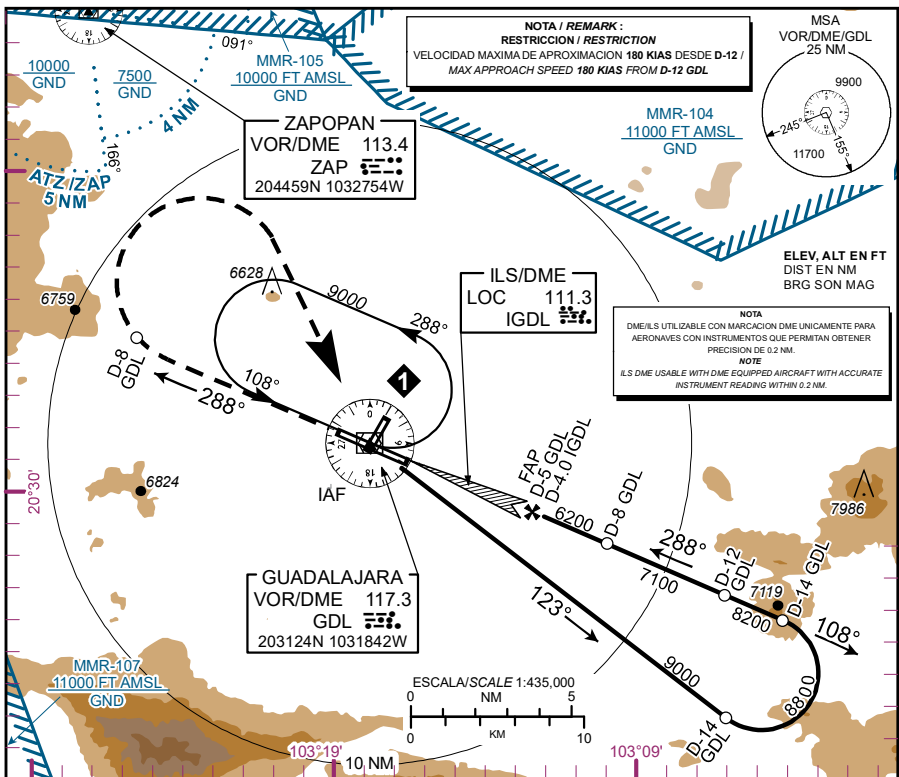 NOTA / REMARK :
RESTRICCION / RESTRICTION
VELOCIDAD MAXIMA DE APROXIMACION 180 KIAS DESDE D-12 /
MAX APPROACH SPEED 180 KIAS FROM D-12 GDL
MSA
VOR/DME/GDL
25 NM
9900
245°
155°
11700
18
091°
10000
GND
7500
GND
4 NM
166°
ATZ/ZAP
5 NM
MMR-105
10000 FT AMSL
GND
MMR-104
11000 FT AMSL
GND
ZAPOPAN
VOR/DME 113.4
ZAP
204459N 1032754W
ELEV, ALT EN FT
DIST EN NM
BRG SON MAG
ILS/DME
LOC 111.3
IGDL
NOTA
DME/ILS UTILIZABLE CON MARCACION DME UNICAMENTE PARA
AERONAVES CON INSTRUMENTOS QUE PERMITAN OBTENER
PRECISION DE 0.2 NM.
NOTE
ILS DME USABLE WITH DME EQUIPPED AIRCRAFT WITH ACCURATE
INSTRUMENT READING WITHIN 0.2 NM.
6628
9000
288°
6759
D-8
GDL
108°
288°
1
0
9
18
27
IAF
6824
20°30'
FAP
D-5 GDL
D-4.0 IGDL
6200
D-8 GDL
288°
7100
D-12
GDL
7119
8200
D-14 GDL
108°
7986
GUADALAJARA
VOR/DME 117.3
GDL
203124N 1031842W
123°
9000
8800
D-14
GDL
MMR-107
11000 FT AMSL
GND
ESCALA/SCALE 1:435,000
NM
0 5
0 10
KM
103°19'
10 NM
103°09'